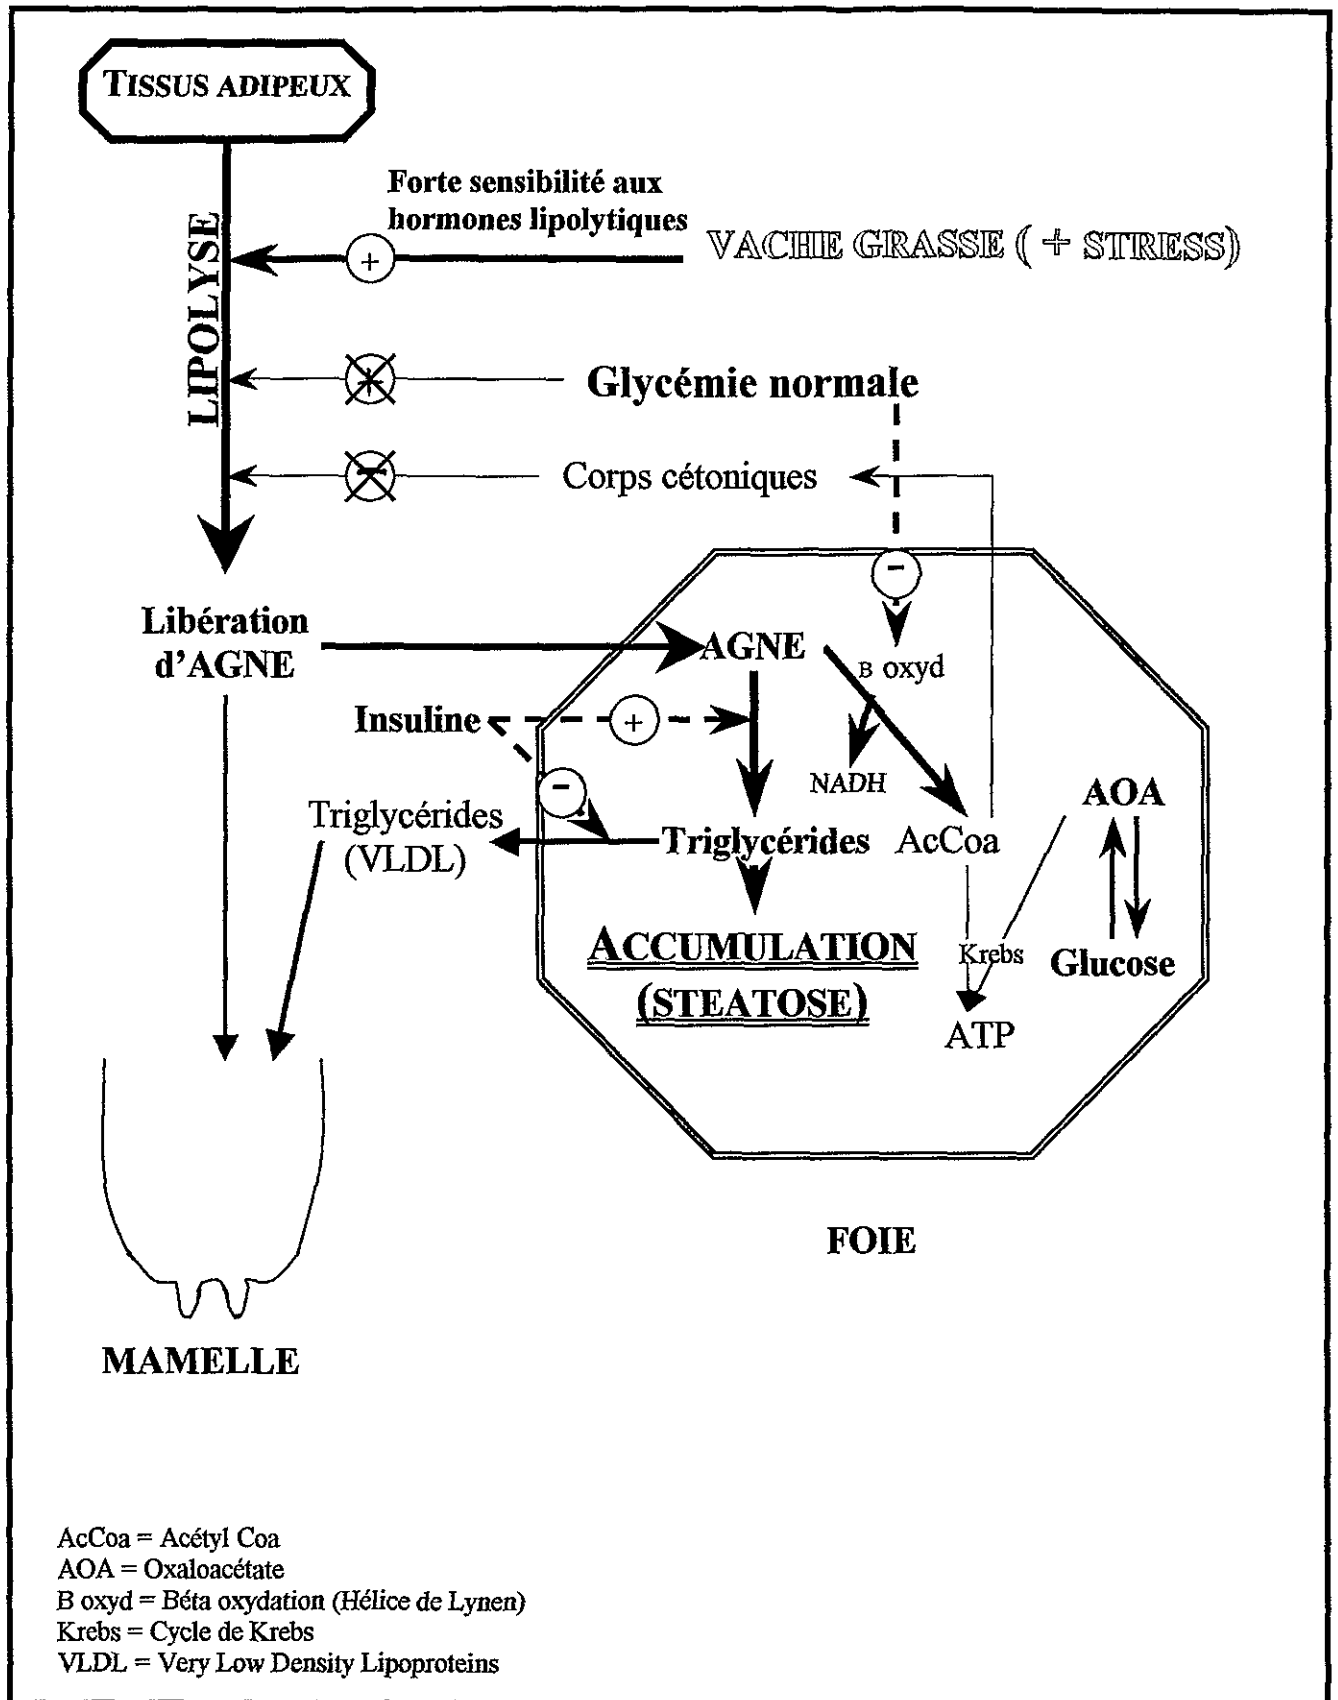 TISSUS ADIPEUX
Forte sensibilité aux
hormones lipolytiques
VACHE GRASSE ( + STRESS)
+
LIPOLYSE
+
Glycémie normale
-
Corps cétoniques
-
Libération
d'AGNE
AGNE
B oxyd
Insuline
+
NADH
-
AOA
Triglycérides
(VLDL)
Triglycérides
AcCoa
ACCUMULATION
(STEATOSE)
Krebs
Glucose
ATP
FOIE
MAMELLE
AcCoa = Acétyl Coa
AOA = Oxaloacétate
B oxyd = Béta oxydation (Hélice de Lynen)
Krebs = Cycle de Krebs
VLDL = Very Low Density Lipoproteins